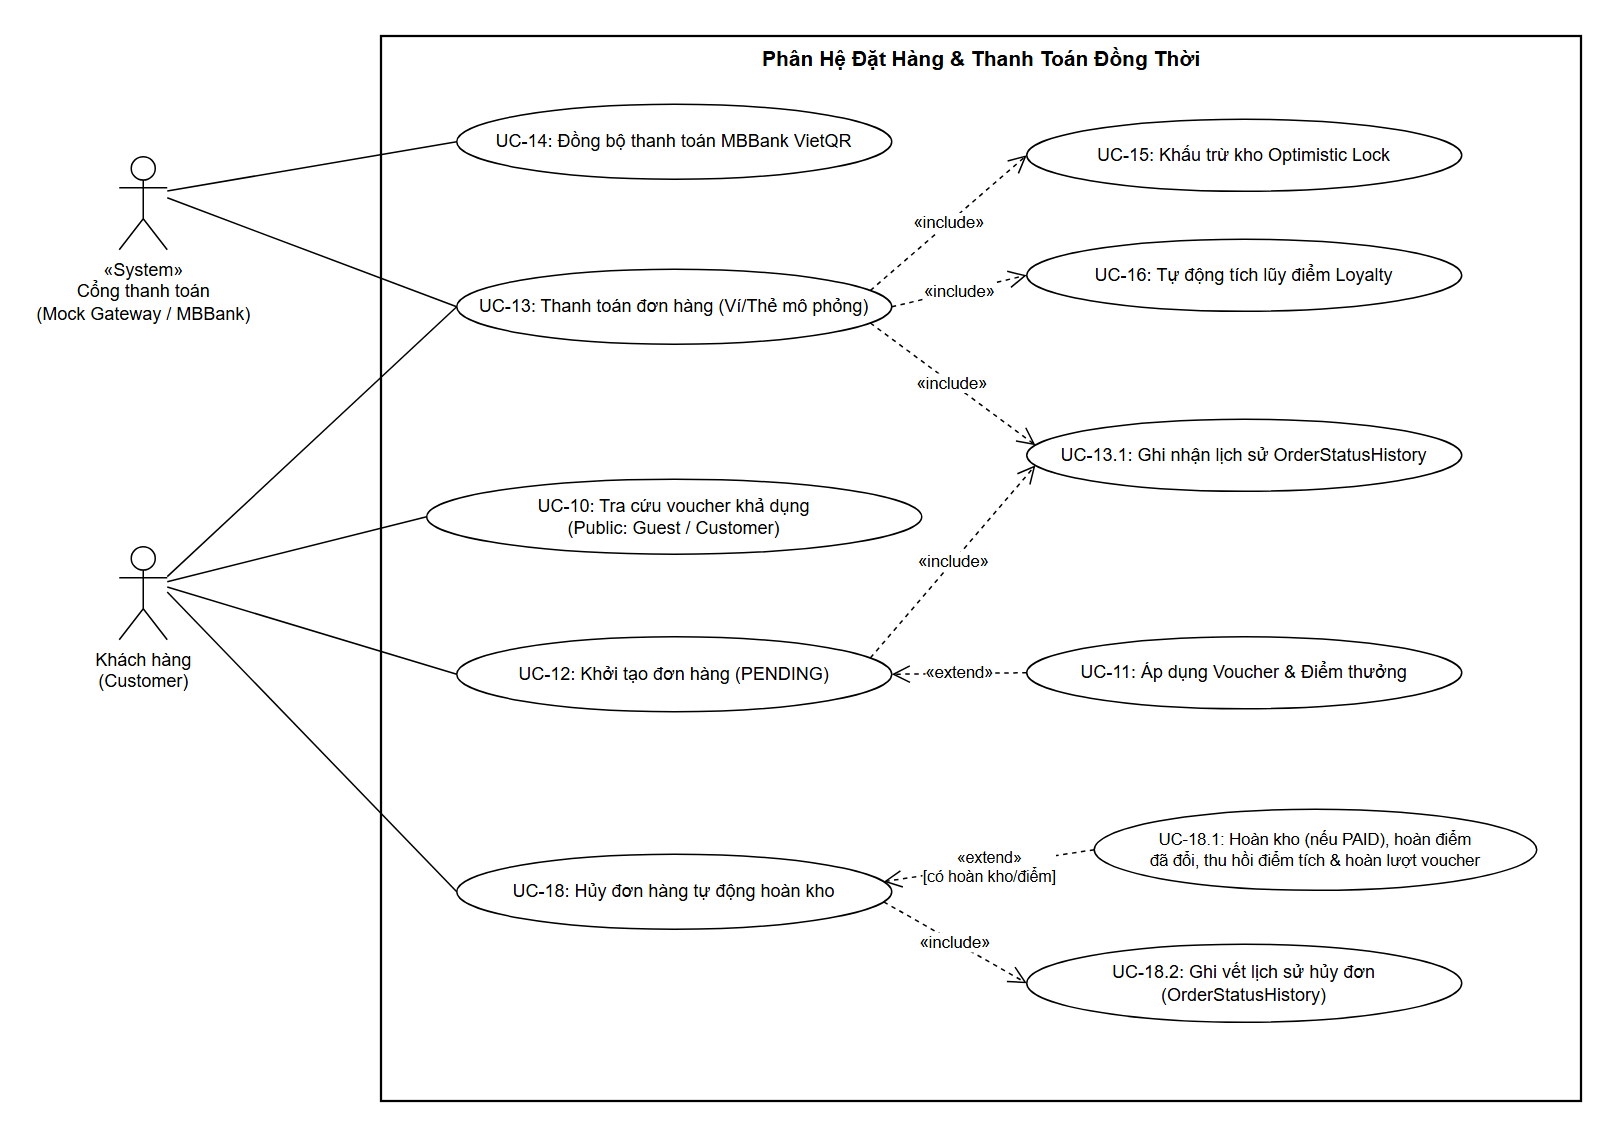 Phân Hệ Đặt Hàng & Thanh Toán Đồng Thời
UC-14: Đồng bộ thanh toán MBBank VietQR
UC-15: Khấu trừ kho Optimistic Lock
«include»
«System»
Cổng thanh toán
(Mock Gateway / MBBank)
UC-16: Tự động tích lũy điểm Loyalty
«include»
UC-13: Thanh toán đơn hàng (Ví/Thẻ mô phỏng)
«include»
UC-13.1: Ghi nhận lịch sử OrderStatusHistory
UC-10: Tra cứu voucher khả dụng
(Public: Guest / Customer)
«include»
Khách hàng
(Customer)
UC-12: Khởi tạo đơn hàng (PENDING)
«extend»
UC-11: Áp dụng Voucher & Điểm thưởng
UC-18.1: Hoàn kho (nếu PAID), hoàn điểm
đã đổi, thu hồi điểm tích & hoàn lượt voucher
«extend»
[có hoàn kho/điểm]
UC-18: Hủy đơn hàng tự động hoàn kho
«include»
UC-18.2: Ghi vết lịch sử hủy đơn
(OrderStatusHistory)